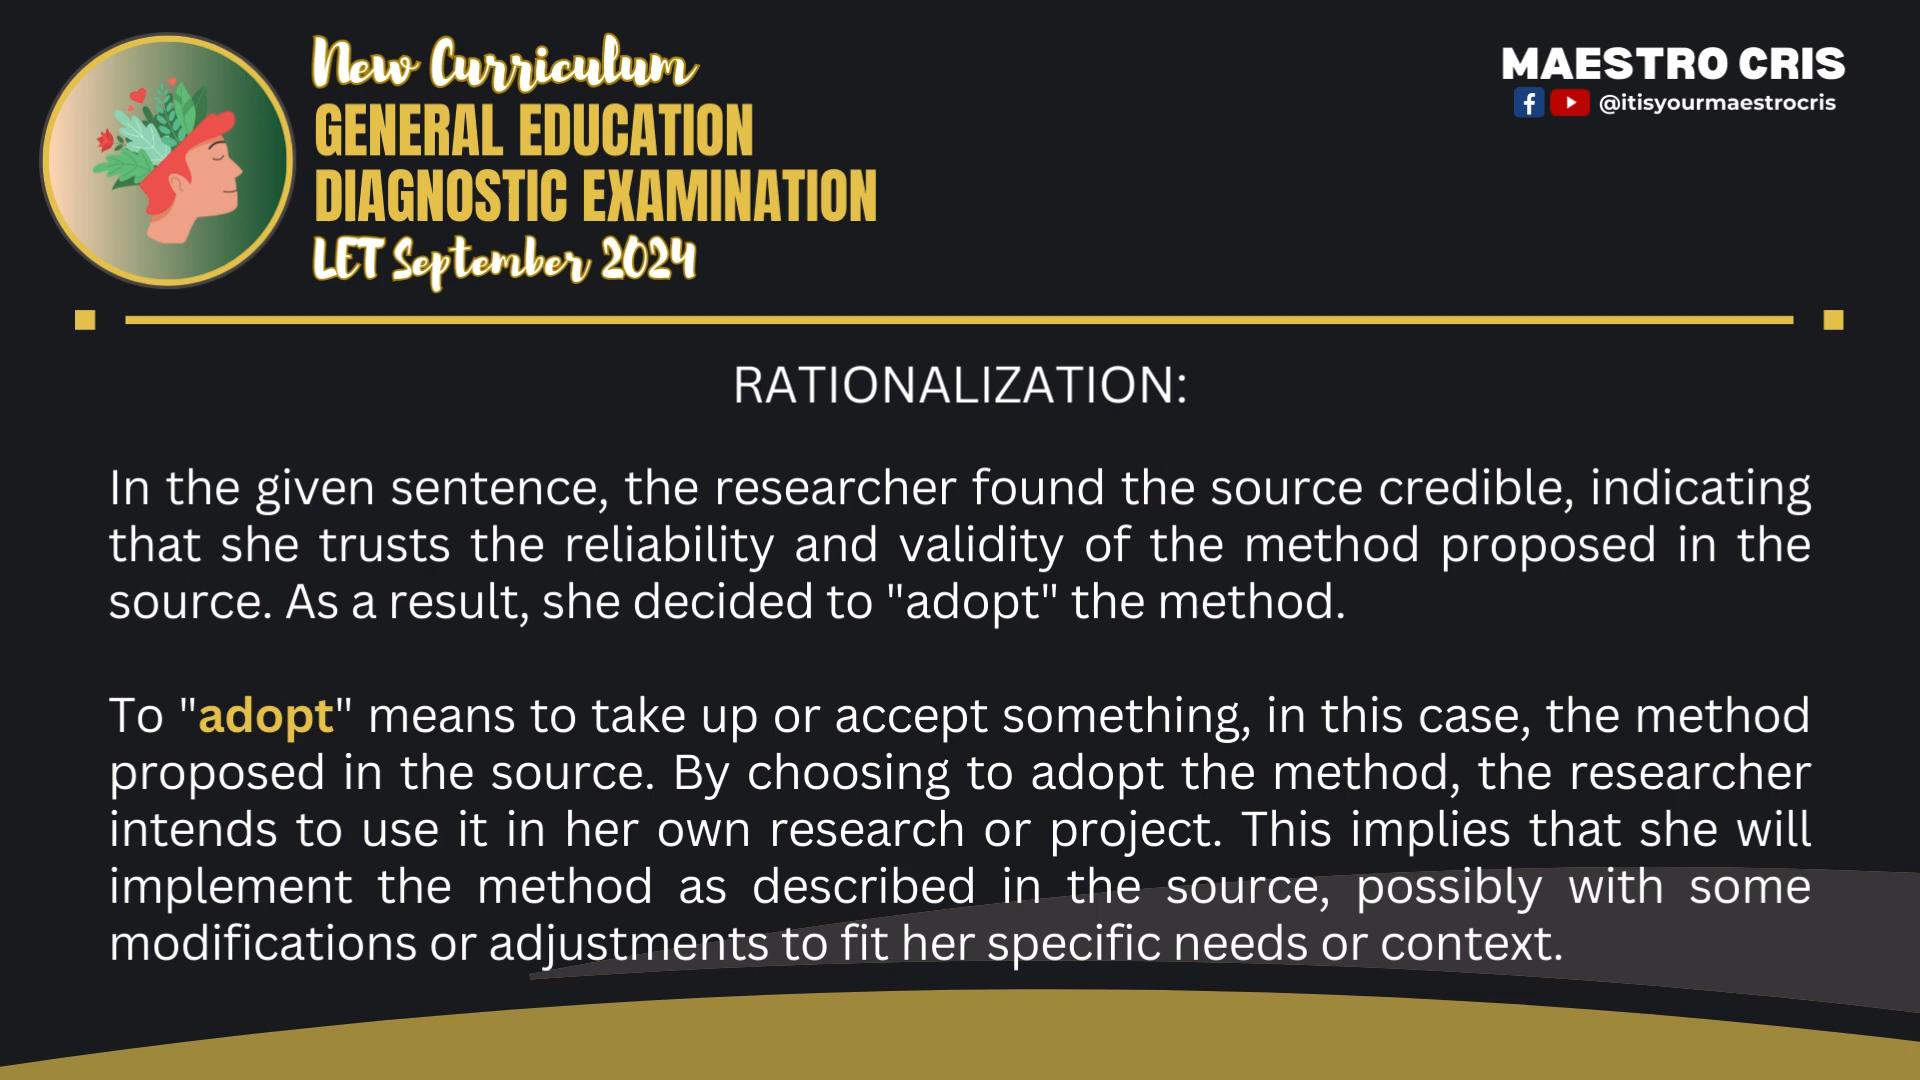 New Curriculum
GENERAL EDUCATION
DIAGNOSTIC EXAMINATION
LET September 2024
MAESTRO CRIS
@itisyourmaestrocris
RATIONALIZATION:
In the given sentence, the researcher found the source credible, indicating
that she trusts the reliability and validity of the method proposed in the
source. As a result, she decided to "adopt" the method.
To "adopt" means to take up or accept something, in this case, the method
proposed in the source. By choosing to adopt the method, the researcher
intends to use it in her own research or project. This implies that she will
implement the method as described in the source, possibly with some
modifications or adjustments to fit her specific needs or context.